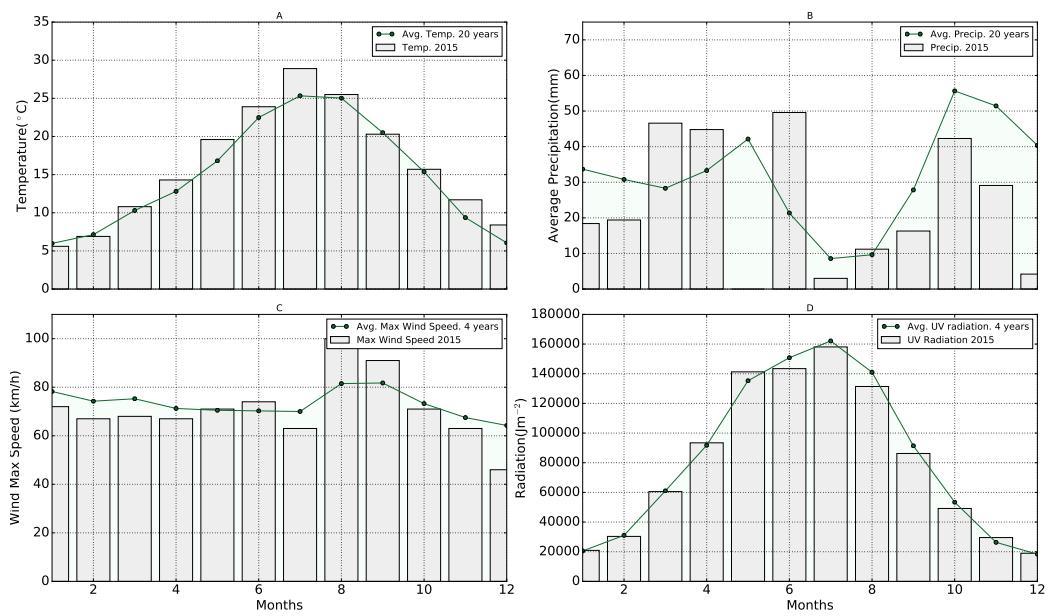 A
35
30
25
20
15
10
5
0
Temperature(°C)
Avg. Temp. 20 years
Temp. 2015
B
70
60
50
40
30
20
10
0
Average Precipitation(mm)
Avg. Precip. 20 years
Precip. 2015
C
100
80
60
40
20
0
Wind Max Speed (km/h)
Avg. Max Wind Speed. 4 years
Max Wind Speed 2015
2 4 6 8 10 12
Months
D
180000
160000
140000
120000
100000
80000
60000
40000
20000
0
Radiation(Jm⁻²)
Avg. UV radiation. 4 years
UV Radiation 2015
2 4 6 8 10 12
Months